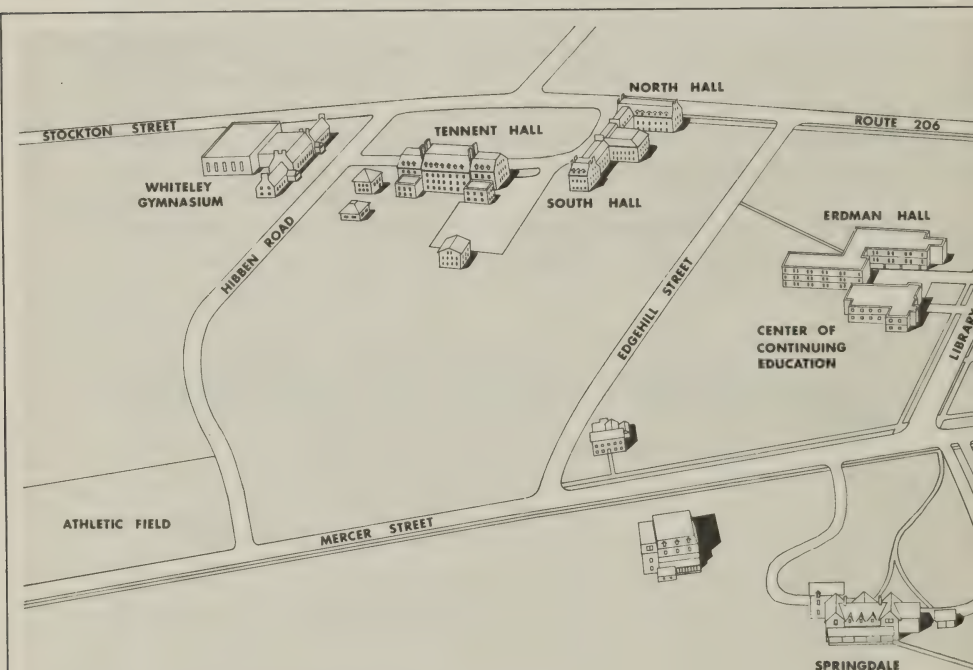 NORTH HALL
STOCKTON STREET
TENNENT HALL
ROUTE 206
WHITELEY
GYMNASIUM
SOUTH HALL
ERDMAN HALL
HIBBEN ROAD
EDGEHILL STREET
CENTER OF
CONTINUING
EDUCATION
LIBRARY
ATHLETIC FIELD
MERCER STREET
SPRINGDALE